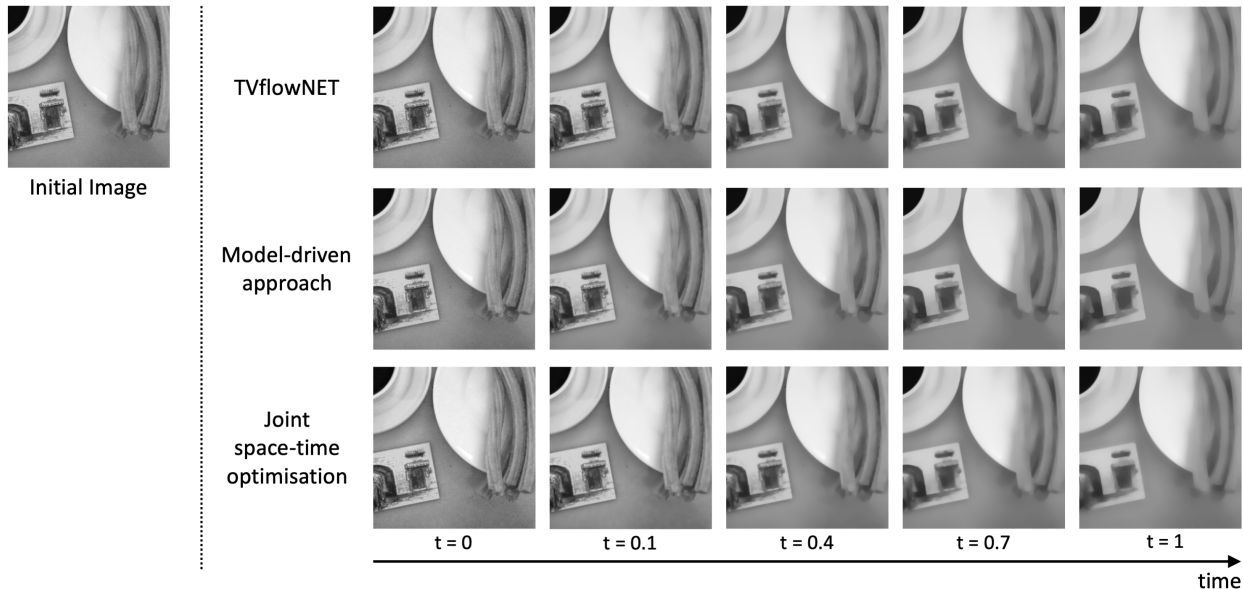 Initial Image
TVflowNET
Model-driven
approach
Joint
space-time
optimisation
t = 0
t = 0.1
t = 0.4
t = 0.7
t = 1
time